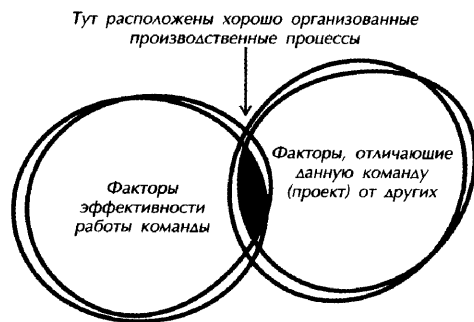 Тут расположены хорошо организованные
производственные процессы
Факторы
эффективности
работы команды
Факторы, отличающие
данную команду
(проект) от других